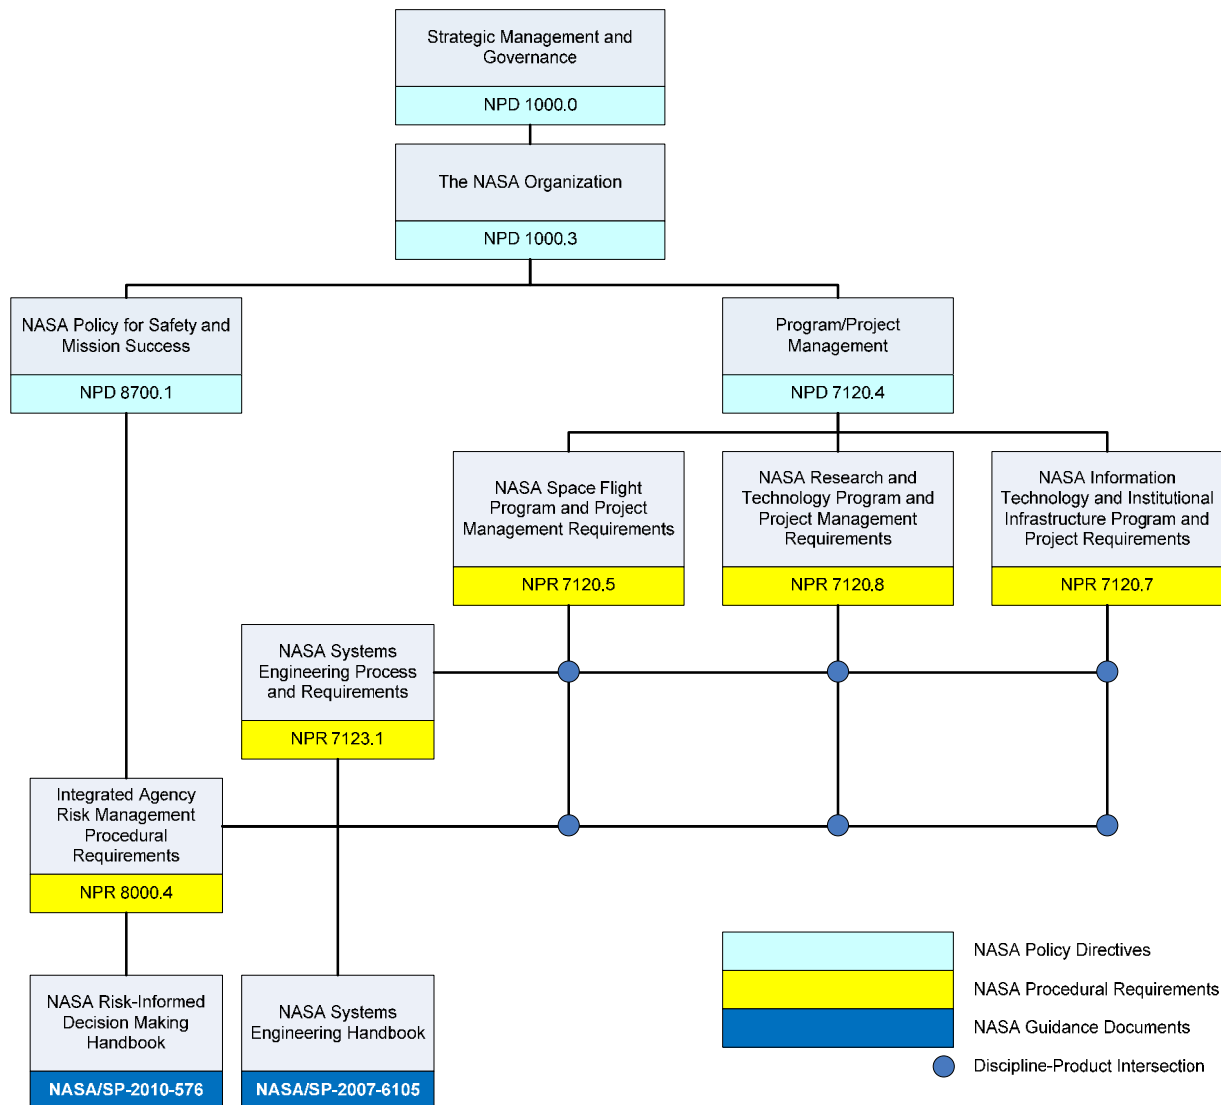 Strategic Management and
Governance
NPD 1000.0
The NASA Organization
NPD 1000.3
NASA Policy for Safety and
Mission Success
NPD 8700.1
Program/Project
Management
NPD 7120.4
NASA Space Flight
Program and Project
Management Requirements
NPR 7120.5
NASA Research and
Technology Program and
Project Management
Requirements
NPR 7120.8
NASA Information
Technology and Institutional
Infrastructure Program and
Project Requirements
NPR 7120.7
NASA Systems
Engineering Process
and Requirements
NPR 7123.1
Integrated Agency
Risk Management
Procedural
Requirements
NPR 8000.4
NASA Risk-Informed
Decision Making
Handbook
NASA/SP-2010-576
NASA Systems
Engineering Handbook
NASA/SP-2007-6105
NASA Policy Directives
NASA Procedural Requirements
NASA Guidance Documents
Discipline-Product Intersection